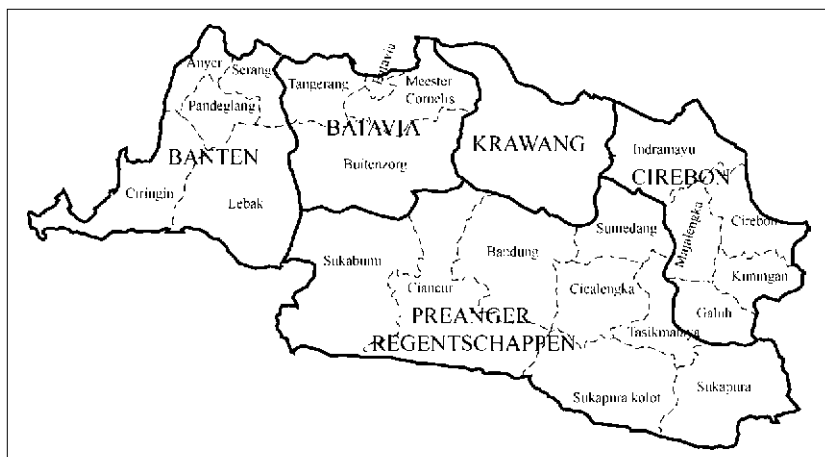 Anyer
Serang
Pandeglang
BANTEN
Ciringin
Lebak
Tangerang
Batavia
Meester
Cornelis
BATAVIA
Buitenzorg
KRAWANG
Indramayu
CIREBON
Majalengka
Cirebon
Kuningan
Galuh
Sukabumi
Cianjur
Bandung
Sumedang
Cicalengka
PREANGER
REGENTSCHAPPEN
Tasikmalaya
Sukapura kolot
Sukapura